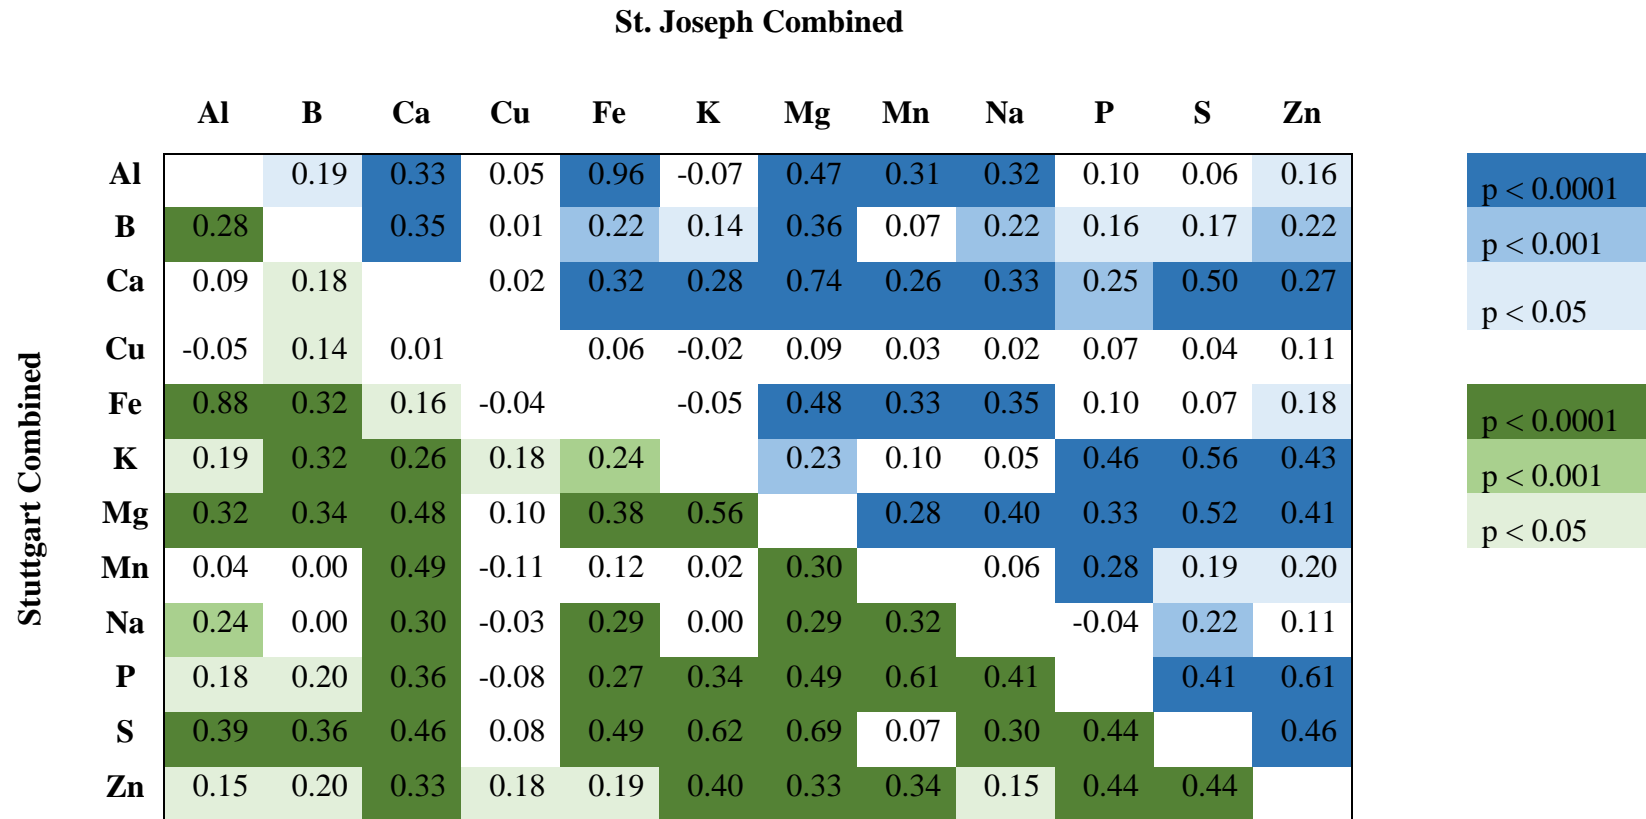 St. Joseph Combined
Al B Ca Cu Fe K Mg Mn Na P S Zn
Al 0.19 0.33 0.05 0.96 -0.07 0.47 0.31 0.32 0.10 0.06 0.16
B 0.28 0.35 0.01 0.22 0.14 0.36 0.07 0.22 0.16 0.17 0.22
Ca 0.09 0.18 0.02 0.32 0.28 0.74 0.26 0.33 0.25 0.50 0.27
Cu -0.05 0.14 0.01 0.06 -0.02 0.09 0.03 0.02 0.07 0.04 0.11
Fe 0.88 0.32 0.16 -0.04 -0.05 0.48 0.33 0.35 0.10 0.07 0.18
K 0.19 0.32 0.26 0.18 0.24 0.23 0.10 0.05 0.46 0.56 0.43
Mg 0.32 0.34 0.48 0.10 0.38 0.56 0.28 0.40 0.33 0.52 0.41
Mn 0.04 0.00 0.49 -0.11 0.12 0.02 0.30 0.06 0.28 0.19 0.20
Na 0.24 0.00 0.30 -0.03 0.29 0.00 0.29 0.32 -0.04 0.22 0.11
P 0.18 0.20 0.36 -0.08 0.27 0.34 0.49 0.61 0.41 0.41 0.61
S 0.39 0.36 0.46 0.08 0.49 0.62 0.69 0.07 0.30 0.44 0.46
Zn 0.15 0.20 0.33 0.18 0.19 0.40 0.33 0.34 0.15 0.44 0.44
Stuttgart Combined
p < 0.0001
p < 0.001
p < 0.05
p < 0.0001
p < 0.001
p < 0.05